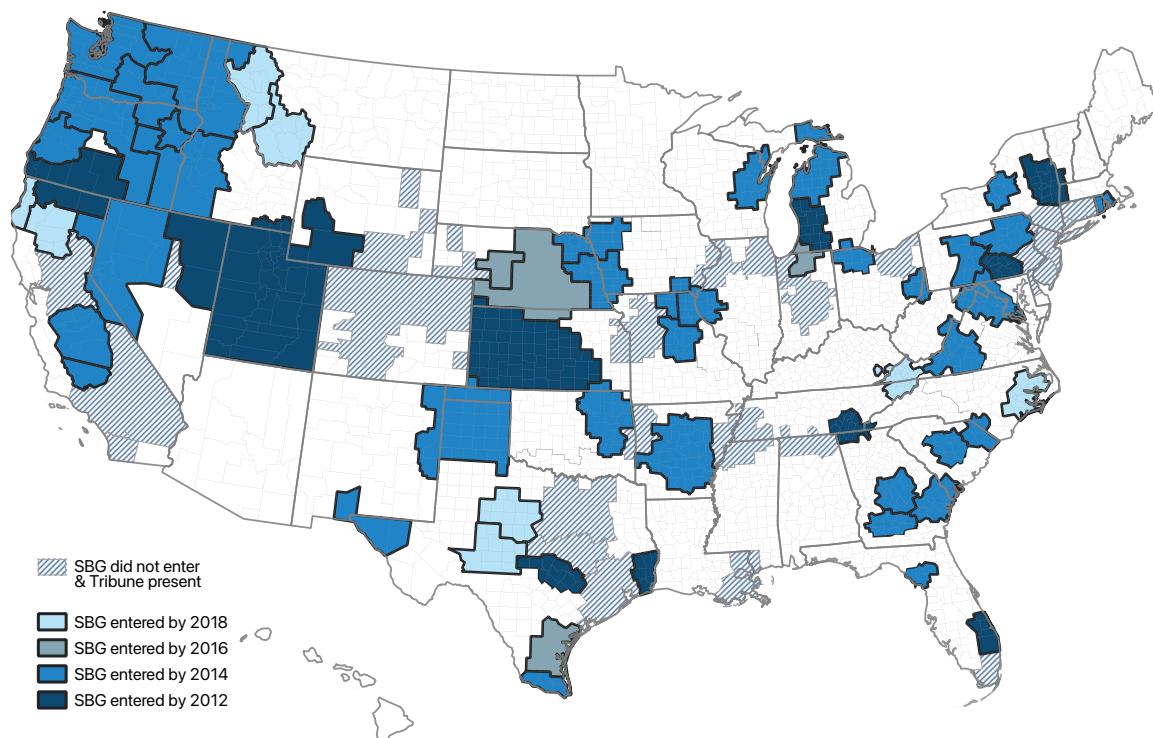 SBG did not enter
& Tribune present
SBG entered by 2018
SBG entered by 2016
SBG entered by 2014
SBG entered by 2012